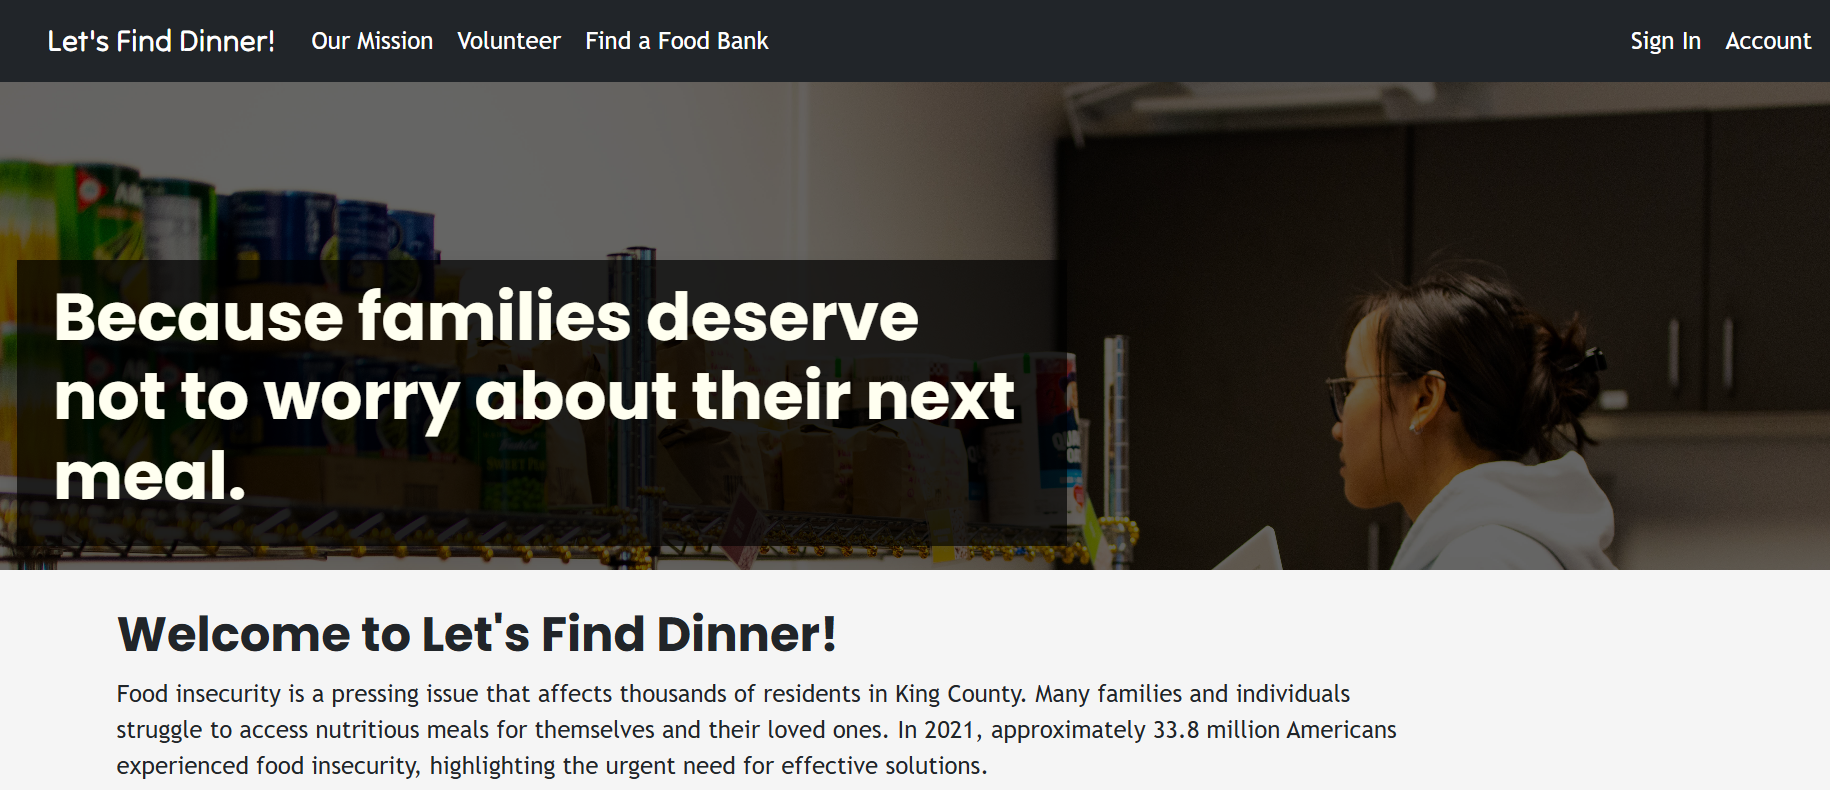 Let's Find Dinner! Our Mission Volunteer Find a Food Bank Sign In Account
Because families deserve
not to worry about their next
meal.
Welcome to Let's Find Dinner!
Food insecurity is a pressing issue that affects thousands of residents in King County. Many families and individuals
struggle to access nutritious meals for themselves and their loved ones. In 2021, approximately 33.8 million Americans
experienced food insecurity, highlighting the urgent need for effective solutions.